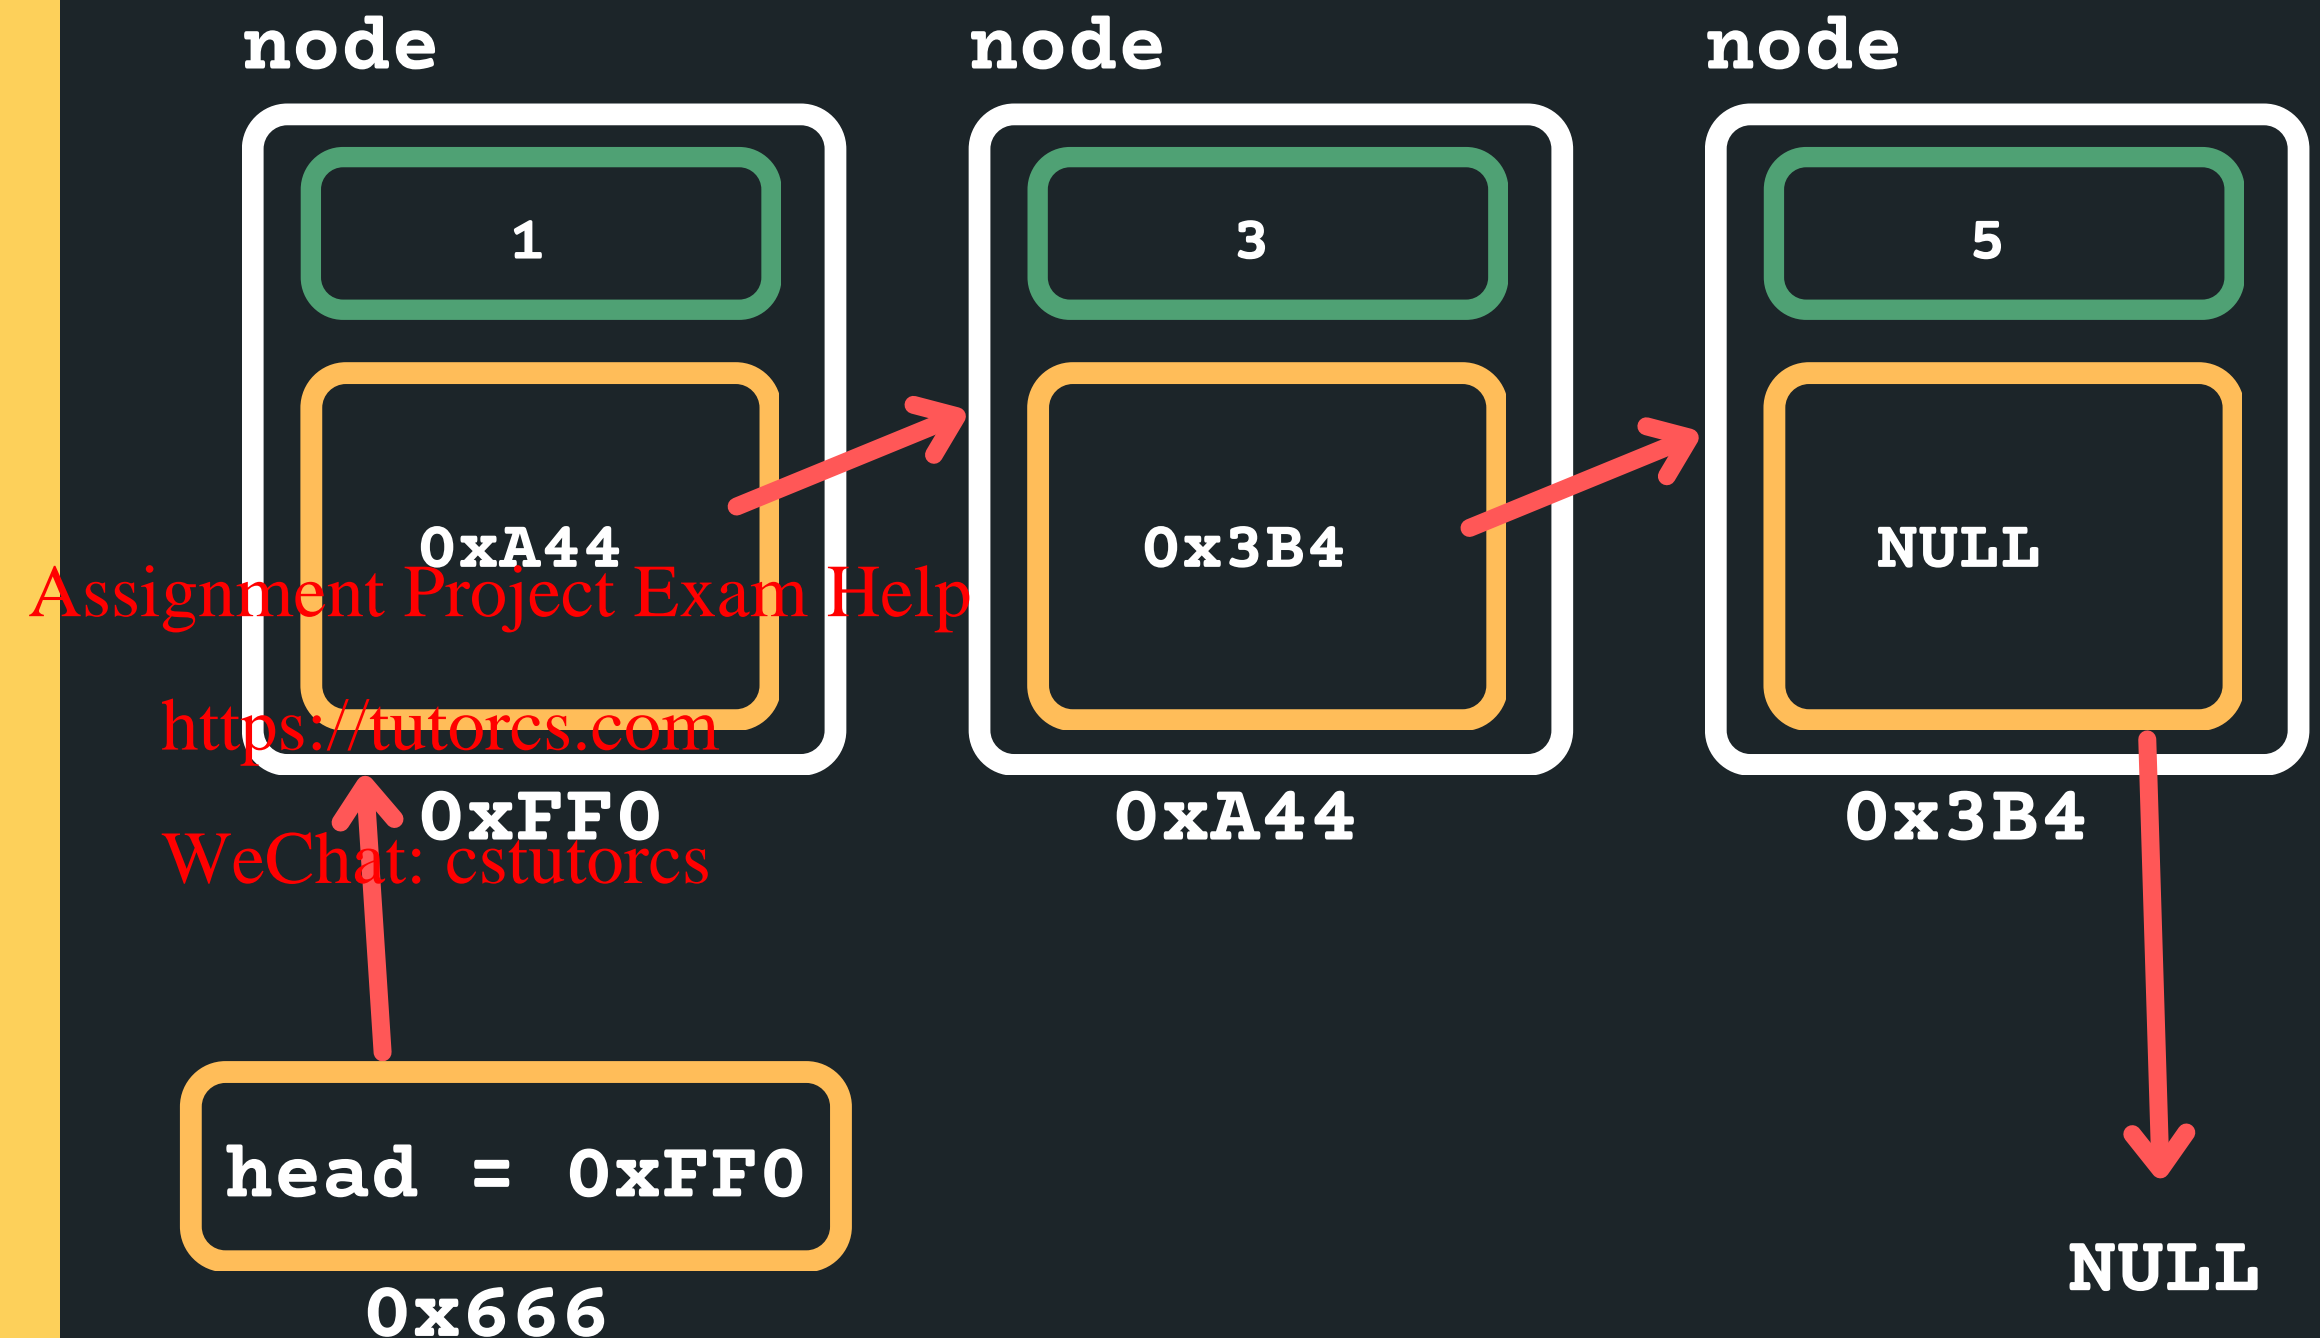 node node node
1 3 5
0xA44 0x3B4 NULL
Assignment Project Exam Help
https://tutorcs.com
0xFF0 0xA44 0x3B4
WeChat: cstutorcs
head = 0xFF0
NULL
0x666